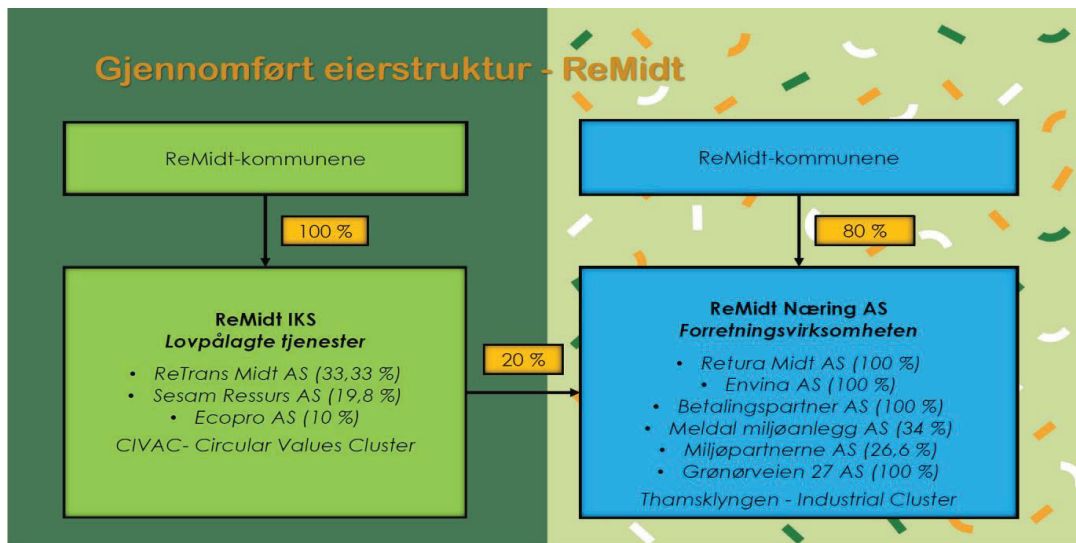 Gjennomført eierstruktur - ReMidt
ReMidt-kommunene
100 %
ReMidt IKS
Lovpålagte tjenester
• ReTrans Midt AS (33,33 %)
• Sesam Ressurs AS (19,8 %)
• Ecopro AS (10 %)
CIVAC- Circular Values Cluster
20 %
ReMidt-kommunene
80 %
ReMidt Næring AS
Forretningsvirksomheten
• Retura Midt AS (100 %)
• Envina AS (100 %)
• Betalingspartner AS (100 %)
• Meldal miljøanlegg AS (34 %)
• Miljøpartnerne AS (26,6 %)
• Grønørveien 27 AS (100 %)
Thamsklyngen - Industrial Cluster